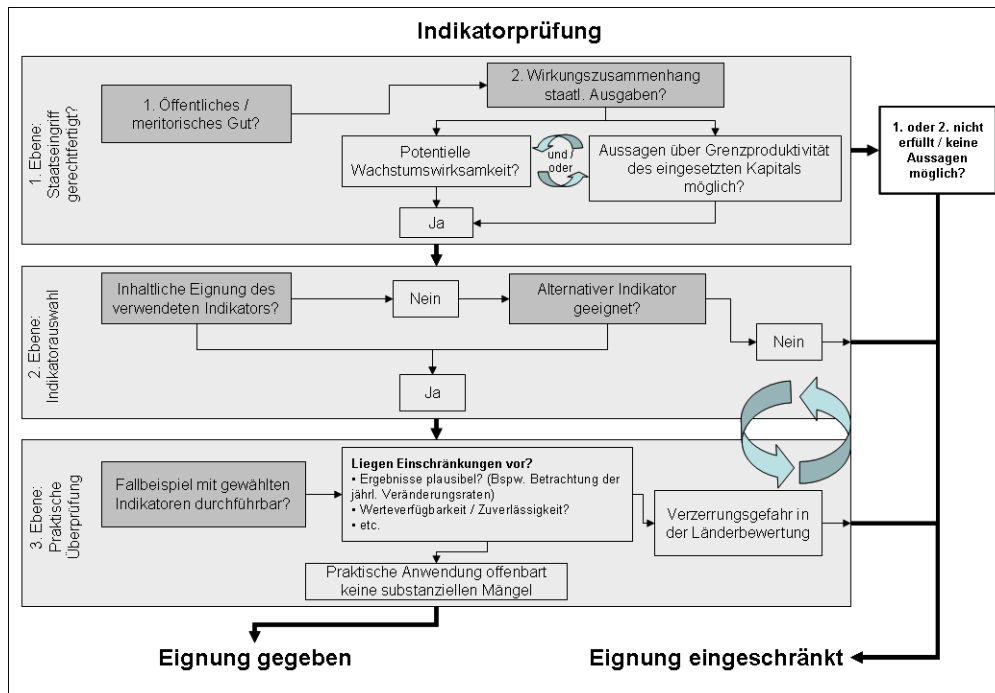 Indikatorprüfung
1. Ebene:
Staatseingriff
gerechtfertigt?
1. Öffentliches /
meritorisches Gut?
2. Wirkungszusammenhang
staatl. Ausgaben?
Potentielle
Wachstumswirksamkeit?
und /
oder
Aussagen über Grenzproduktivität
des eingesetzten Kapitals
möglich?
Ja
1. oder 2. nicht
erfüllt / keine
Aussagen
möglich?
2. Ebene:
Indikatorauswahl
Inhaltliche Eignung des
verwendeten Indikators?
Nein
Alternativer Indikator
geeignet?
Nein
Ja
3. Ebene:
Praktische
Überprüfung
Fallbeispiel mit gewählten
Indikatoren durchführbar?
Liegen Einschränkungen vor?
• Ergebnisse plausibel? (Bspw. Betrachtung der
jährl. Veränderungsraten)
• Werteverfügbarkeit / Zuverlässigkeit?
• etc.
Verzerrungsgefahr in
der Länderbewertung
Praktische Anwendung offenbart
keine substanziellen Mängel
Eignung gegeben
Eignung eingeschränkt